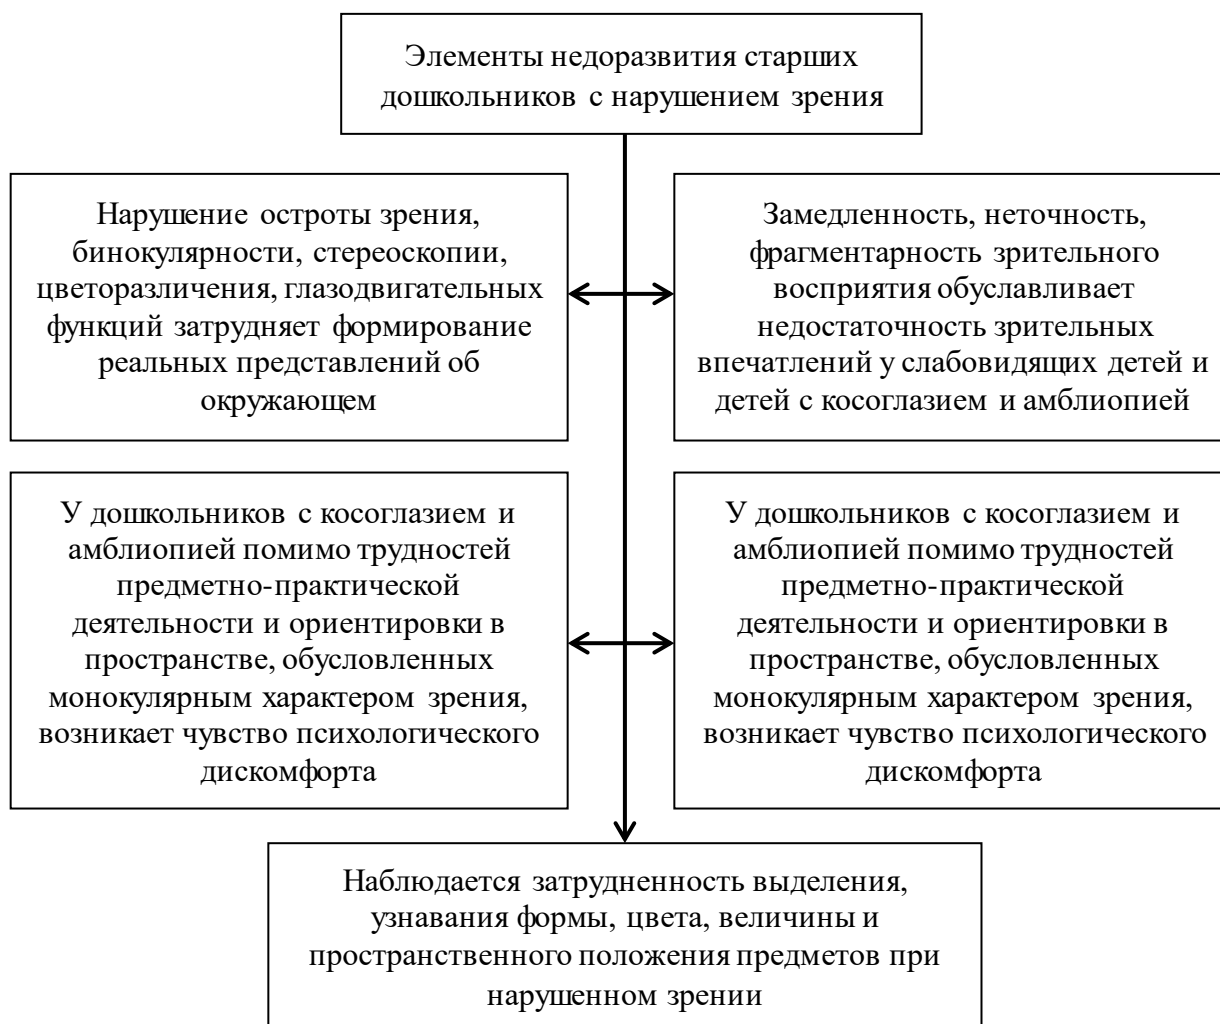 Элементы недоразвития старших
дошкольников с нарушением зрения
Нарушение остроты зрения,
бинокулярности, стереоскопии,
цветоразличения, глазодвигательных
функций затрудняет формирование
реальных представлений об
окружающем
Замедленность, неточность,
фрагментарность зрительного
восприятия обуславливает
недостаточность зрительных
впечатлений у слабовидящих детей и
детей с косоглазием и амблиопией
У дошкольников с косоглазием и
амблиопией помимо трудностей
предметно-практической
деятельности и ориентировки в
пространстве, обусловленных
монокулярным характером зрения,
возникает чувство психологического
дискомфорта
У дошкольников с косоглазием и
амблиопией помимо трудностей
предметно-практической
деятельности и ориентировки в
пространстве, обусловленных
монокулярным характером зрения,
возникает чувство психологического
дискомфорта
Наблюдается затрудненность выделения,
узнавания формы, цвета, величины и
пространственного положения предметов при
нарушенном зрении